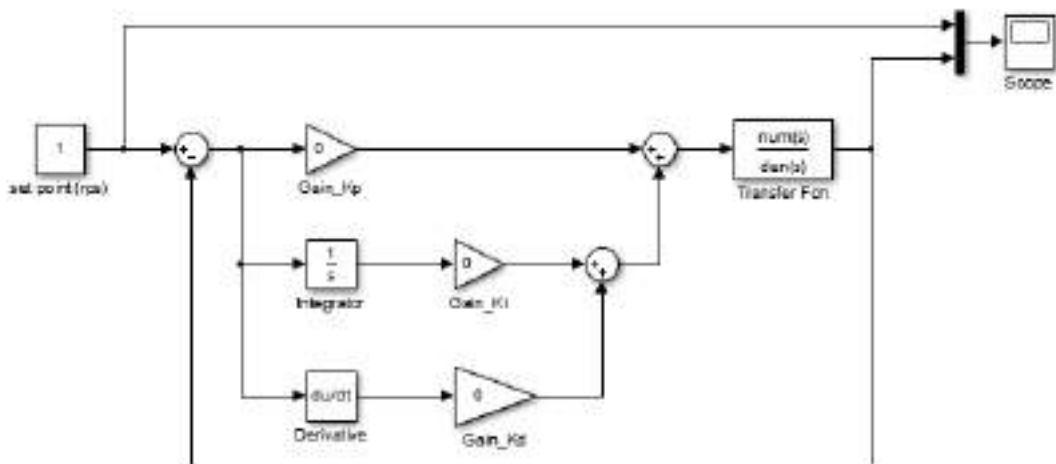 Scope
1
set point (rps)
0
Gain_Kp
num(s)
den(s)
Transfer Fcn
1
s
Integrator
0
Gain_Ki
du/dt
Derivative
0
Gain_Kd